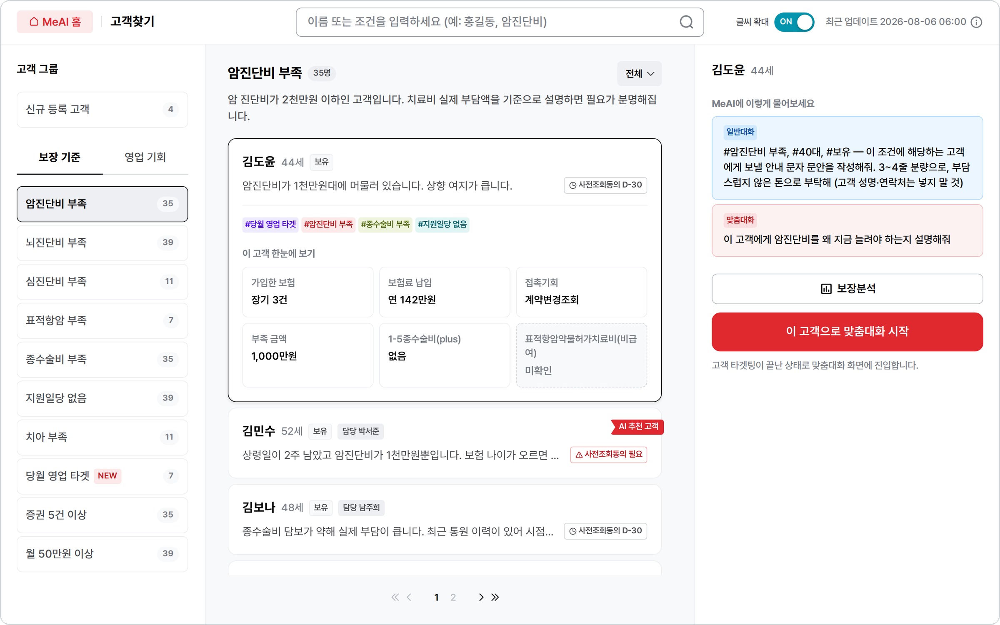 MeAI 홈
고객찾기
이름 또는 조건을 입력하세요 (예: 홍길동, 암진단비)
글씨 확대
ON
최근 업데이트 2026-08-06 06:00
고객 그룹
신규 등록 고객
4
보장 기준
영업 기회
암진단비 부족
35
뇌진단비 부족
39
심진단비 부족
11
표적항암 부족
7
종수술비 부족
35
지원일당 없음
39
치아 부족
11
당월 영업 타겟 NEW
7
증권 5건 이상
35
월 50만원 이상
39
암진단비 부족
35명
전체
암 진단비가 2천만원 이하인 고객입니다. 치료비 실제 부담액을 기준으로 설명하면 필요가 분명해집
니다.
김도윤 44세 보유
암진단비가 1천만원대에 머물러 있습니다. 상향 여지가 큽니다.
사전조회동의 D-30
#당월 영업 타겟 #암진단비 부족 #종수술비 부족 #지원일당 없음
이 고객 한눈에 보기
가입한 보험
장기 3건
보험료 납입
연 142만원
접촉기회
계약변경조회
부족 금액
1,000만원
1-5종수술비(plus)
없음
표적항암약물허가치료비(비급
여)
미확인
김민수 52세 보유 담당 박서준
AI 추천 고객
상령일이 2주 남았고 암진단비가 1천만원뿐입니다. 보험 나이가 오르면 ...
사전조회동의 필요
김보나 48세 보유 담당 남주희
종수술비 담보가 약해 실제 부담이 큽니다. 최근 통원 이력이 있어 시점...
사전조회동의 D-30
1 2
김도윤 44세
MeAI에 이렇게 물어보세요
일반대화
#암진단비 부족, #40대, #보유 — 이 조건에 해당하는 고객
에게 보낼 안내 문자 문안을 작성해줘. 3~4줄 분량으로, 부담
스럽지 않은 톤으로 부탁해 (고객 성명·연락처는 넣지 말 것)
맞춤대화
이 고객에게 암진단비를 왜 지금 늘려야 하는지 설명해줘
보장분석
이 고객으로 맞춤대화 시작
고객 타겟팅이 끝난 상태로 맞춤대화 화면에 진입합니다.